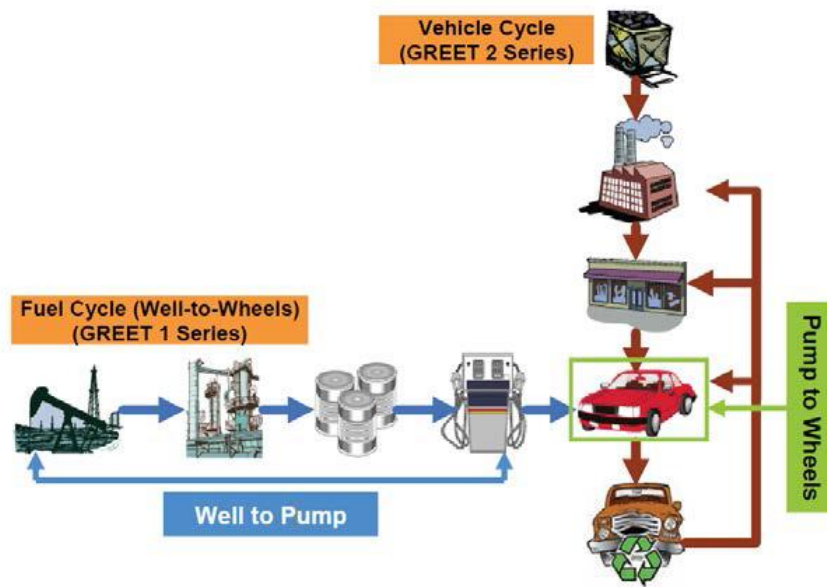 Vehicle Cycle
(GREET 2 Series)
Fuel Cycle (Well-to-Wheels)
(GREET 1 Series)
Well to Pump
Pump to Wheels